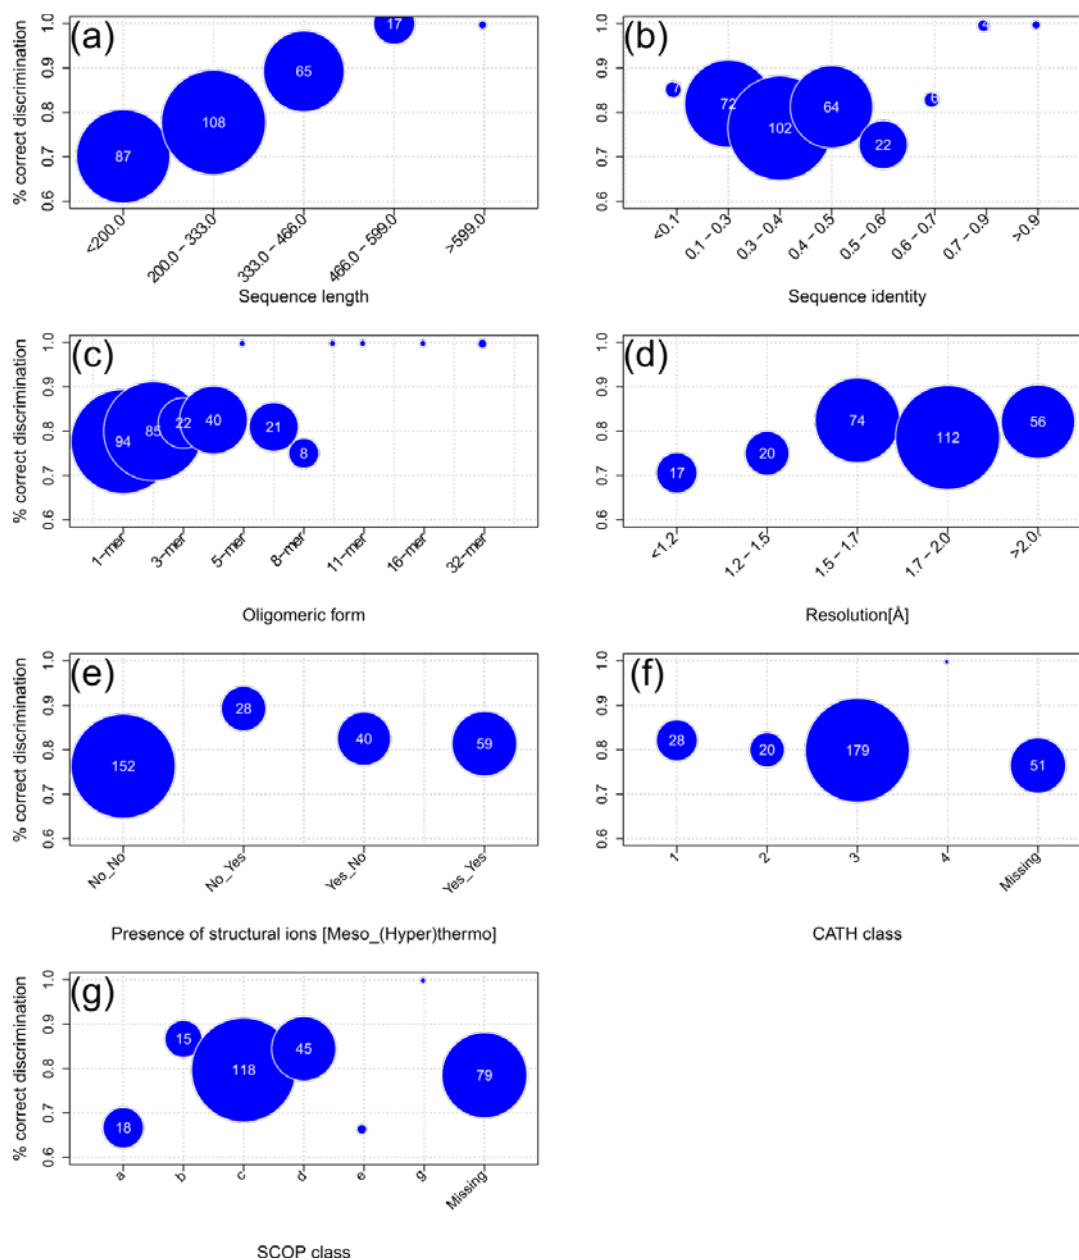 (a)
% correct discrimination
1.0
0.9
0.8
0.7
0.6
87
108
65
17
<200.0
200.0 – 333.0
333.0 – 466.0
466.0 – 599.0
>599.0
Sequence length
(b)
1.0
0.9
0.8
0.7
0.6
7
72
102
64
22
6
4
<0.1
0.1 – 0.3
0.3 – 0.4
0.4 – 0.5
0.5 – 0.6
0.6 – 0.7
0.7 – 0.9
>0.9
Sequence identity
(c)
% correct discrimination
1.0
0.9
0.8
0.7
0.6
94
85
22
40
21
8
1–mer
3–mer
5–mer
8–mer
11–mer
16–mer
32–mer
Oligomeric form
(d)
1.0
0.9
0.8
0.7
0.6
17
20
74
112
56
<1.2
1.2 – 1.5
1.5 – 1.7
1.7 – 2.0
>2.0
Resolution[Å]
(e)
% correct discrimination
1.0
0.9
0.8
0.7
0.6
152
28
40
59
No_No
No_Yes
Yes_No
Yes_Yes
Presence of structural ions [Meso_(Hyper)thermo]
(f)
1.0
0.9
0.8
0.7
0.6
28
20
179
51
1
2
3
4
Missing
CATH class
(g)
% correct discrimination
1.0
0.9
0.8
0.7
0.6
18
15
118
45
79
a
b
c
d
e
g
Missing
SCOP class